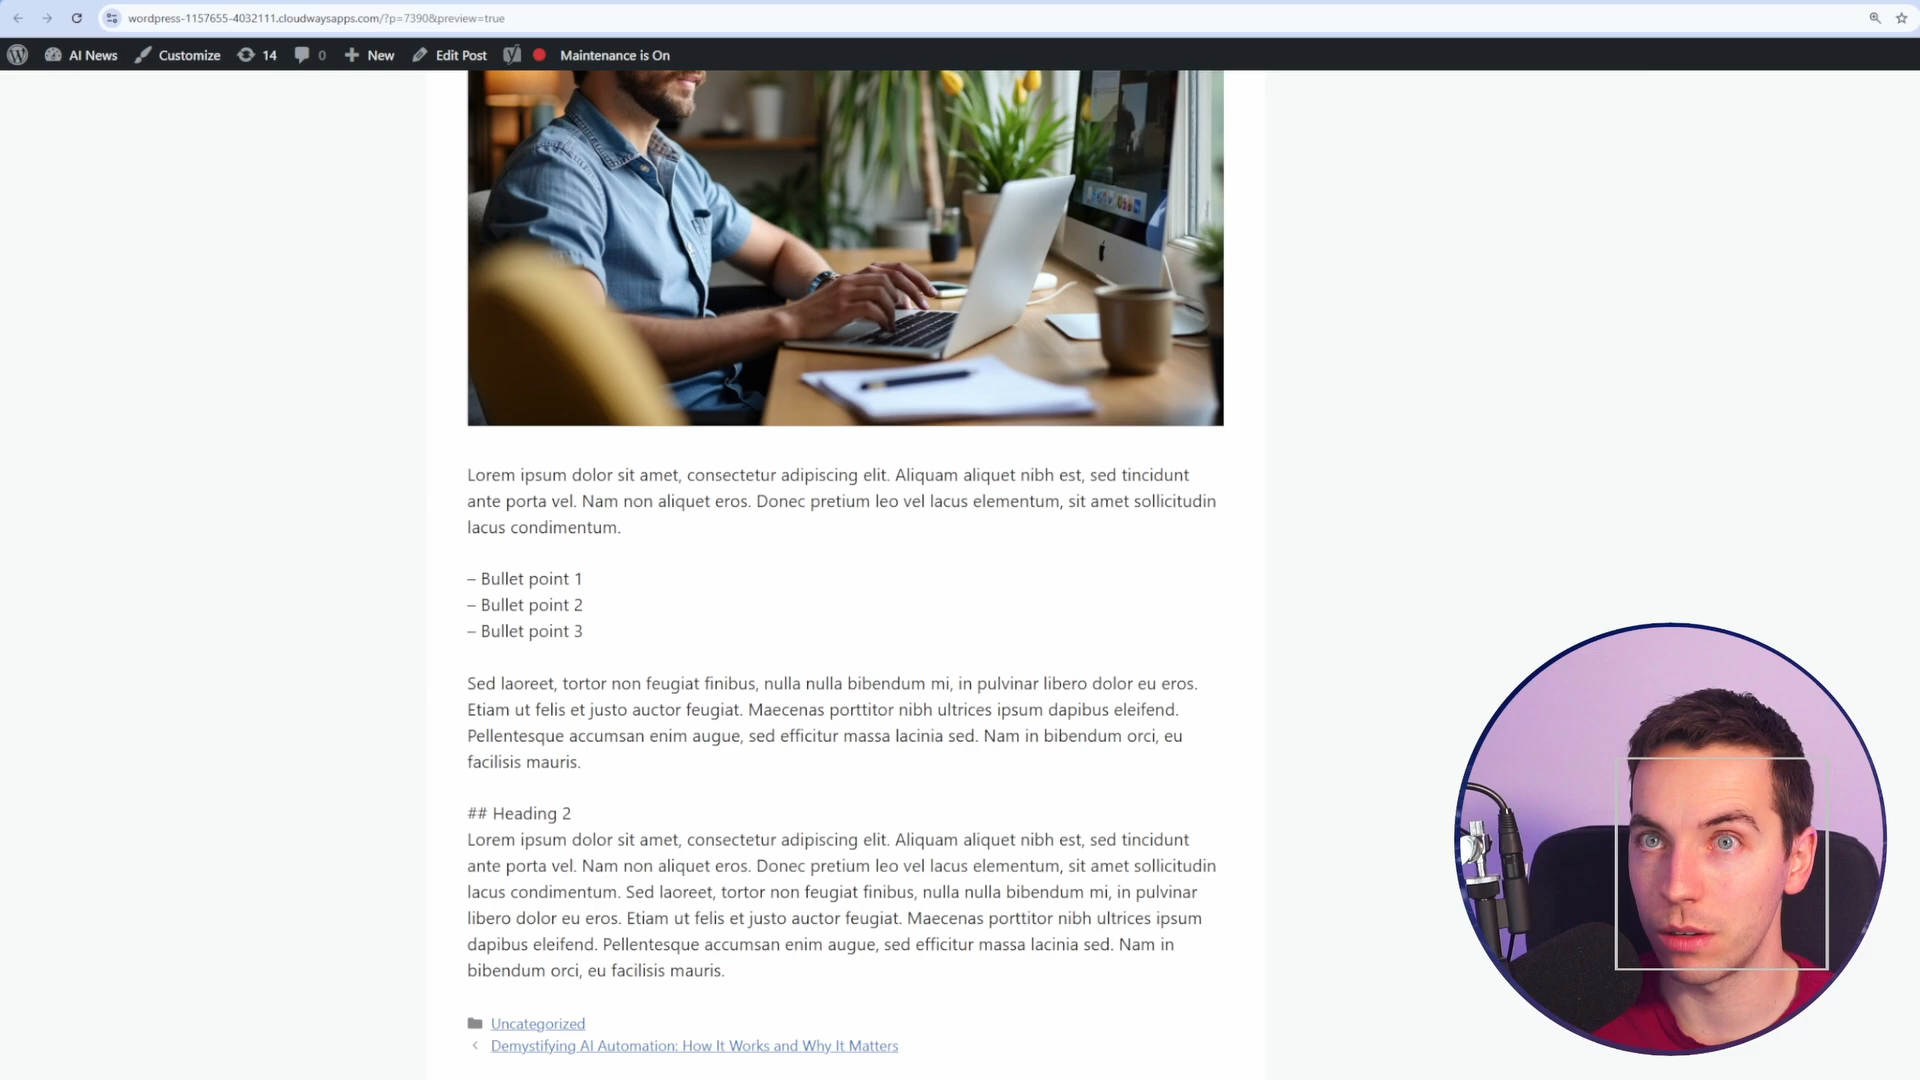 wordpress-1157655-4032111.cloudwaysapps.com/?p=7390&preview=true
AI News Customize 14 0 New Edit Post Maintenance is On
Lorem ipsum dolor sit amet, consectetur adipiscing elit. Aliquam aliquet nibh est, sed tincidunt
ante porta vel. Nam non aliquet eros. Donec pretium leo vel lacus elementum, sit amet sollicitudin
lacus condimentum.
– Bullet point 1
– Bullet point 2
– Bullet point 3
Sed laoreet, tortor non feugiat finibus, nulla nulla bibendum mi, in pulvinar libero dolor eu eros.
Etiam ut felis et justo auctor feugiat. Maecenas porttitor nibh ultrices ipsum dapibus eleifend.
Pellentesque accumsan enim augue, sed efficitur massa lacinia sed. Nam in bibendum orci, eu
facilisis mauris.
## Heading 2
Lorem ipsum dolor sit amet, consectetur adipiscing elit. Aliquam aliquet nibh est, sed tincidunt
ante porta vel. Nam non aliquet eros. Donec pretium leo vel lacus elementum, sit amet sollicitudin
lacus condimentum. Sed laoreet, tortor non feugiat finibus, nulla nulla bibendum mi, in pulvinar
libero dolor eu eros. Etiam ut felis et justo auctor feugiat. Maecenas porttitor nibh ultrices ipsum
dapibus eleifend. Pellentesque accumsan enim augue, sed efficitur massa lacinia sed. Nam in
bibendum orci, eu facilisis mauris.
Uncategorized
Demystifying AI Automation: How It Works and Why It Matters